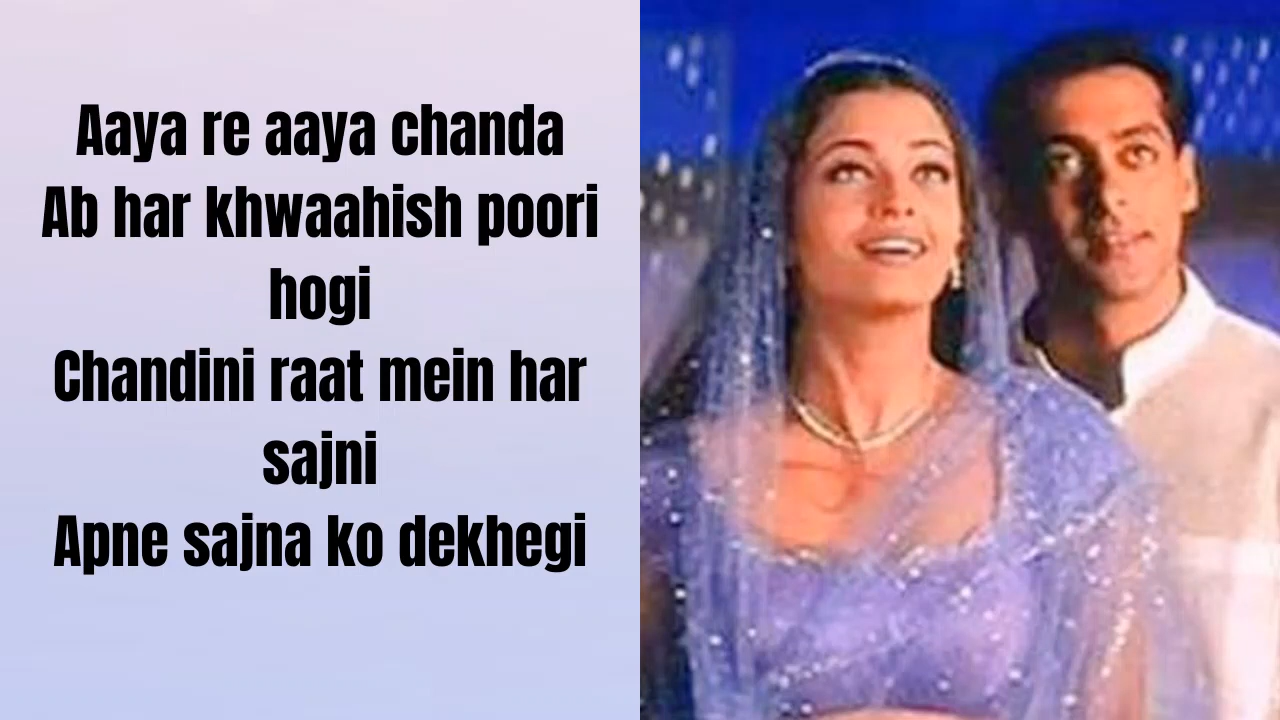 Aaya re aaya chanda
Ab har khwaahish poori
hogi
Chandini raat mein har
sajni
Apne sajna ko dekhegi